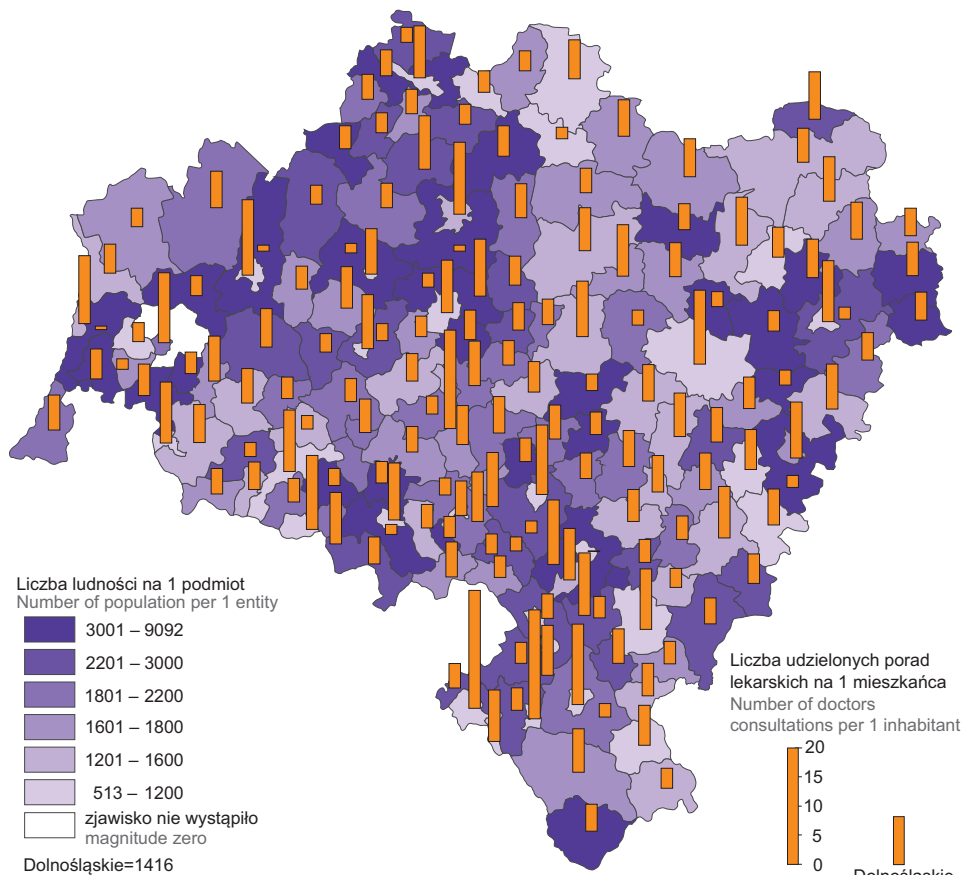 Liczba ludności na 1 podmiot
Number of population per 1 entity
3001 – 9092
2201 – 3000
1801 – 2200
1601 – 1800
1201 – 1600
513 – 1200
zjawisko nie wystąpiło
magnitude zero
Dolnośląskie=1416
Liczba udzielonych porad
lekarskich na 1 mieszkańca
Number of doctors
consultations per 1 inhabitant
20
15
10
5
0
Dolnośląskie